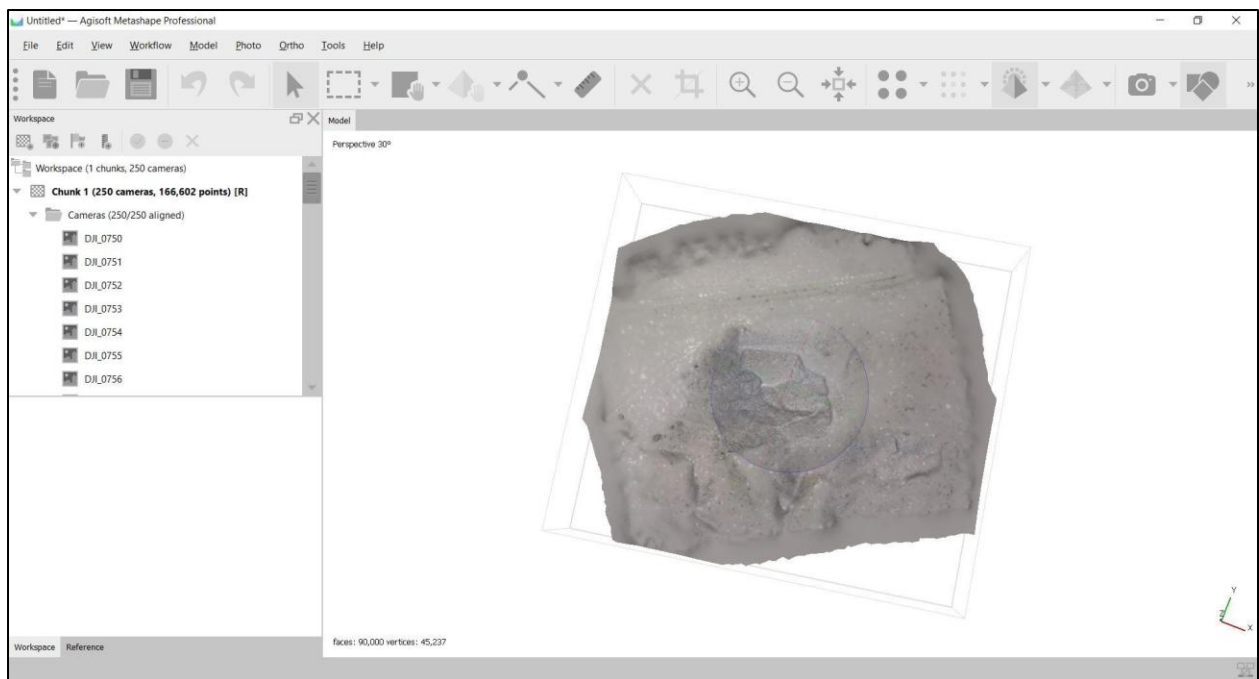 Untitled* — Agisoft Metashape Professional
File Edit View Workflow Model Photo Ortho Tools Help
Workspace
Model
Perspective 30°
Workspace (1 chunks, 250 cameras)
Chunk 1 (250 cameras, 166,602 points) [R]
Cameras (250/250 aligned)
DJI_0750
DJI_0751
DJI_0752
DJI_0753
DJI_0754
DJI_0755
DJI_0756
Y
Z
X
faces: 90,000 vertices: 45,237
Workspace Reference